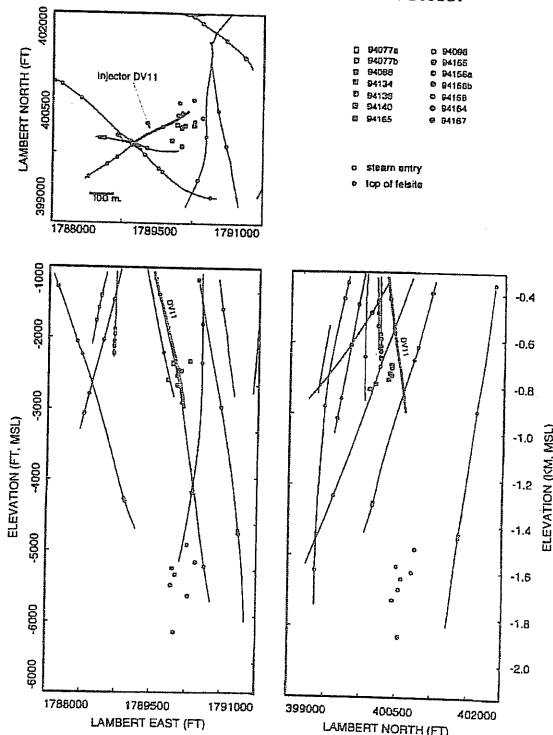 402000
400500
399000
LAMBERT NORTH (FT)
Injector DV11
100 m.
1788000 1789500 1791000
94077a 94098
94077b 94155
94088 94156a
94134 94156b
94139 94158
94140 94164
94165 94167
steam entry
top of felsite
-1000
-2000
-3000
-4000
-5000
-6000
ELEVATION (FT, MSL)
DV11
1788000 1789500 1791000
LAMBERT EAST (FT)
DV11
-0.4
-0.6
-0.8
-1.0
-1.2
-1.4
-1.6
-1.8
-2.0
ELEVATION (KM, MSL)
399000 400500 402000
LAMBERT NORTH (FT)